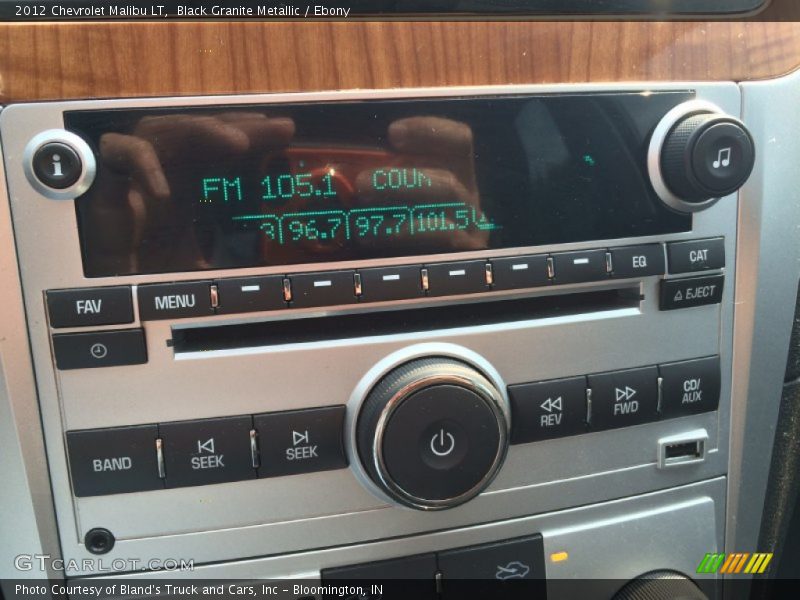 2012 Chevrolet Malibu LT, Black Granite Metallic / Ebony
i
FM 105.1 COUN
3 96.7 97.7 101.5
EQ CAT
FAV MENU
EJECT
REV FWD CD/AUX
BAND SEEK SEEK
GTCARLOT.COM
Photo Courtesy of Bland's Truck and Cars, Inc - Bloomington, IN